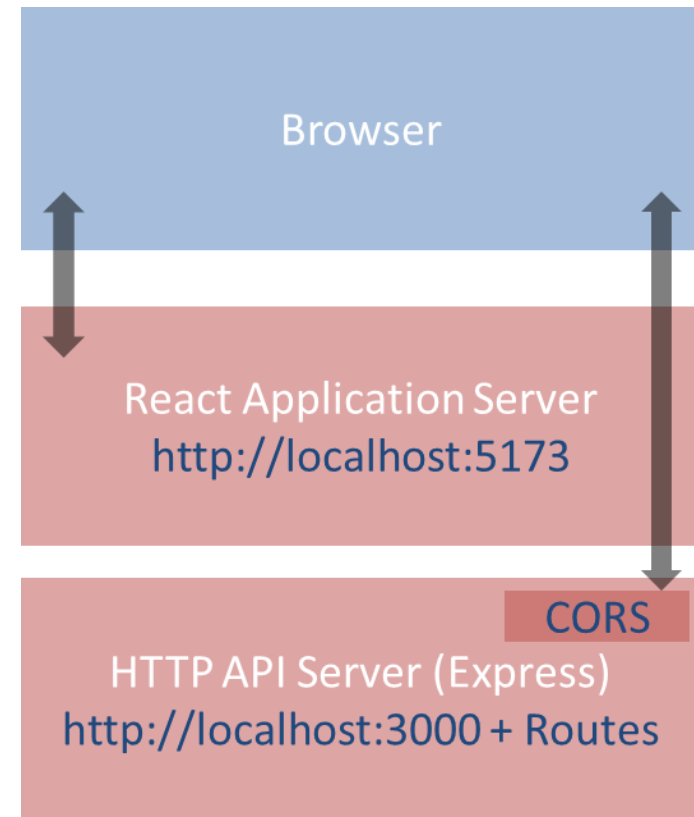 Browser
React Application Server
http://localhost:5173
CORS
HTTP API Server (Express)
http://localhost:3000 + Routes